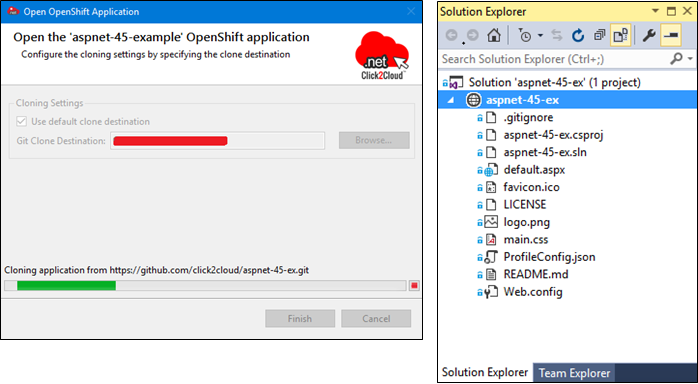 Open OpenShift Application
Open the 'aspnet-45-example' OpenShift application
Configure the cloning settings by specifying the clone destination
.net
Click2Cloud
Cloning Settings
Use default clone destination
Git Clone Destination:
Browse...
Cloning application from https://github.com/click2cloud/aspnet-45-ex.git
Finish
Cancel
Solution Explorer
Search Solution Explorer (Ctrl+;)
Solution 'aspnet-45-ex' (1 project)
aspnet-45-ex
.gitignore
aspnet-45-ex.csproj
aspnet-45-ex.sln
default.aspx
favicon.ico
LICENSE
logo.png
main.css
ProfileConfig.json
README.md
Web.config
Solution Explorer
Team Explorer